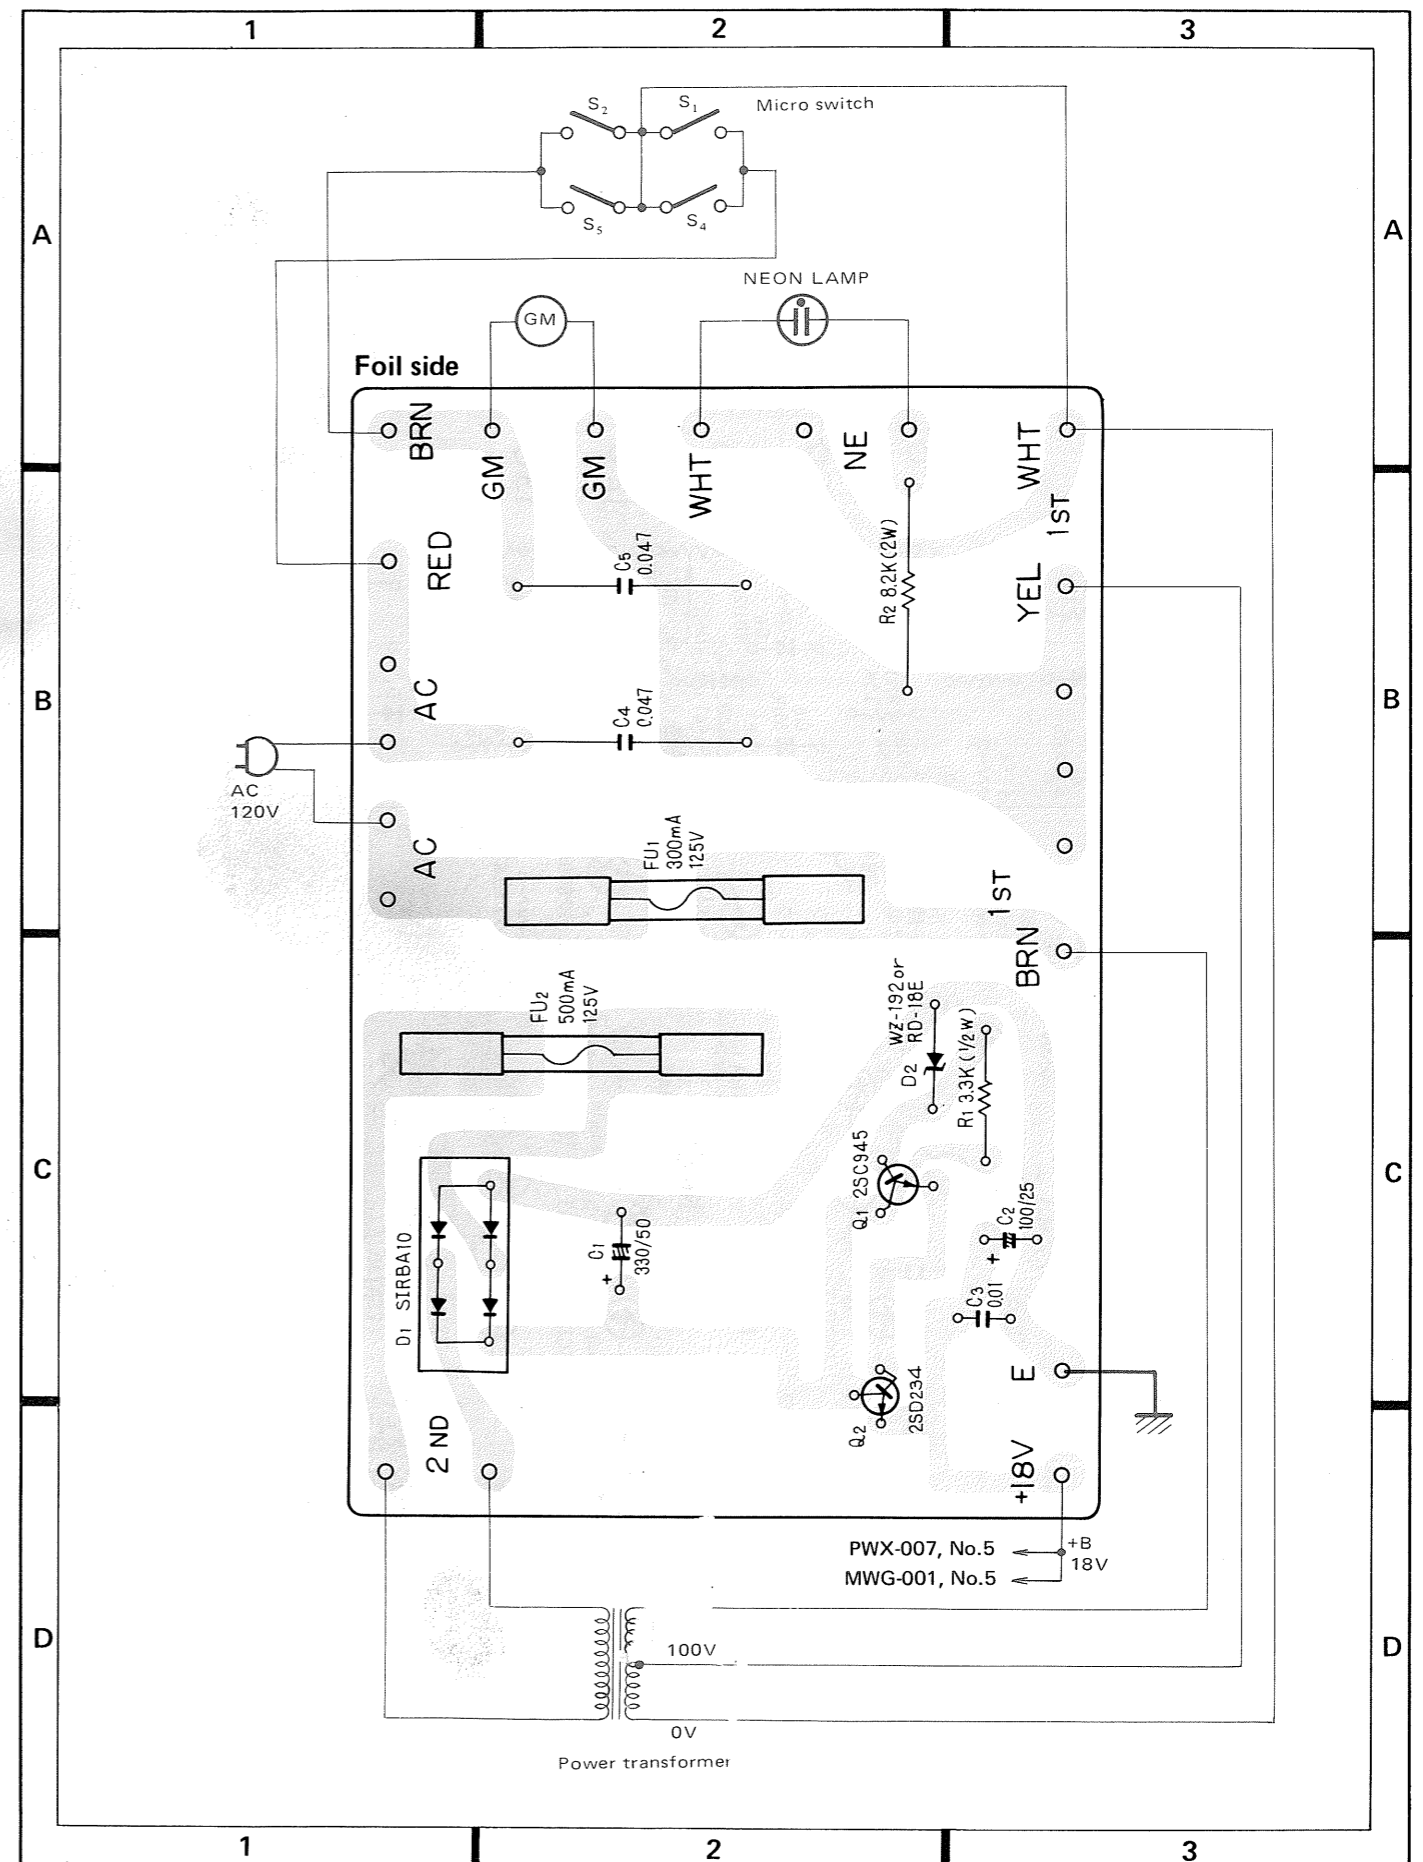 1 2 3
S2 S1 Micro switch
S5 S4
A A
NEON LAMP
GM
Foil side
BRN GM GM WHT NE WHT
1ST
RED
C5
0.047
R2 8.2K (2W)
YEL
AC
C4
0.047
B B
AC
120V
AC
FU1
300mA
125V
1ST
BRN
FU2
500mA
125V
WZ-192 or
RD-18E
D2
R1 3.3K (1/2W)
C C
Q1 2SC945
D1 SIRBA10
C1
330/50
+
C2
100/25
+
C3
0.01
E
Q2
2SD234
2ND
+18V
PWX-007, No.5
+B
18V
MWG-001, No.5
D D
100V
0V
Power transformer
1 2 3